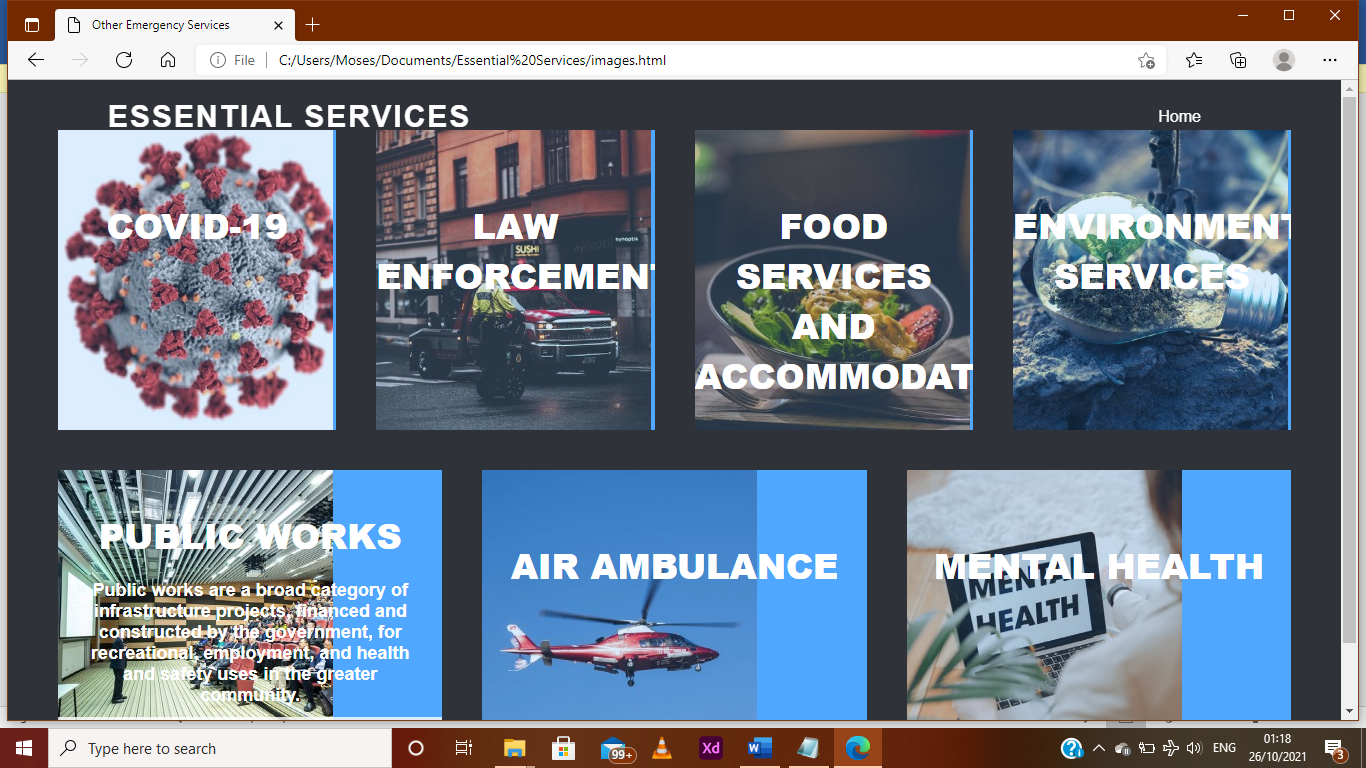 Other Emergency Services
File
C:/Users/Moses/Documents/Essential%20Services/images.html
ESSENTIAL SERVICES
Home
COVID-19
LAW
ENFORCEMENT
SUSHI
synoptik
FOOD
SERVICES
AND
ACCOMMODAT
ENVIRONMENT
SERVICES
PUBLIC WORKS
Public works are a broad category of
infrastructure projects, financed and
constructed by the government, for
recreational, employment, and health
and safety uses in the greater
community.
AIR AMBULANCE
MENTAL HEALTH
MENTAL
HEALTH
Type here to search
99+
Xd
ENG
01:18
26/10/2021
3